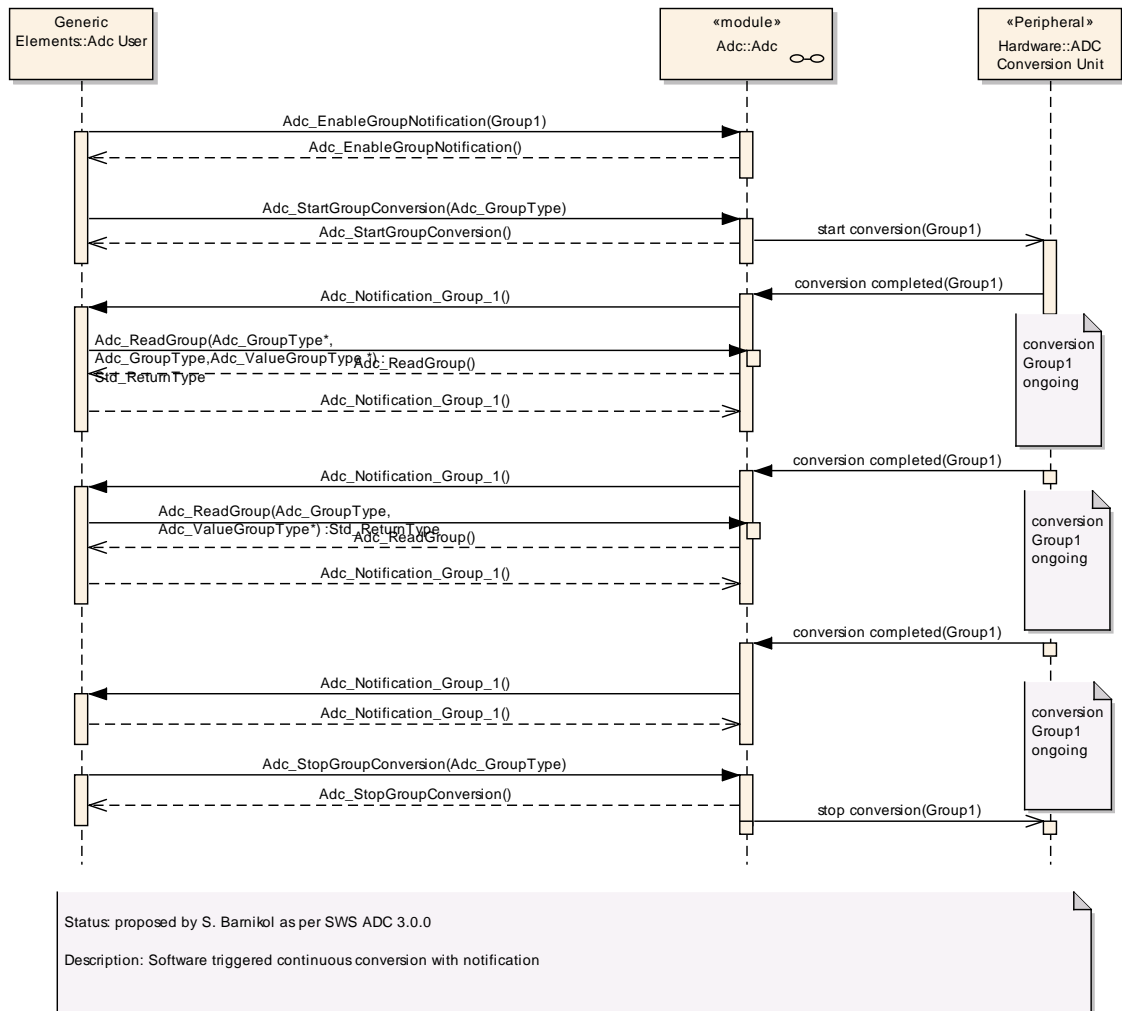 Generic
Elements::Adc User
«module»
Adc::Adc
«Peripheral»
Hardware::ADC
Conversion Unit
Adc_EnableGroupNotification(Group1)
Adc_EnableGroupNotification()
Adc_StartGroupConversion(Adc_GroupType)
Adc_StartGroupConversion()
start conversion(Group1)
conversion completed(Group1)
Adc_Notification_Group_1()
Adc_ReadGroup(Adc_GroupType*,
Adc_GroupType,Adc_ValueGroupType *) :
Std_ReturnType
Adc_ReadGroup()
conversion
Group1
ongoing
Adc_Notification_Group_1()
conversion completed(Group1)
Adc_Notification_Group_1()
Adc_ReadGroup(Adc_GroupType,
Adc_ValueGroupType*) :Std_ReturnType
Adc_ReadGroup()
conversion
Group1
ongoing
Adc_Notification_Group_1()
conversion completed(Group1)
Adc_Notification_Group_1()
Adc_Notification_Group_1()
conversion
Group1
ongoing
Adc_StopGroupConversion(Adc_GroupType)
Adc_StopGroupConversion()
stop conversion(Group1)
Status: proposed by S. Barnikol as per SWS ADC 3.0.0
Description: Software triggered continuous conversion with notification